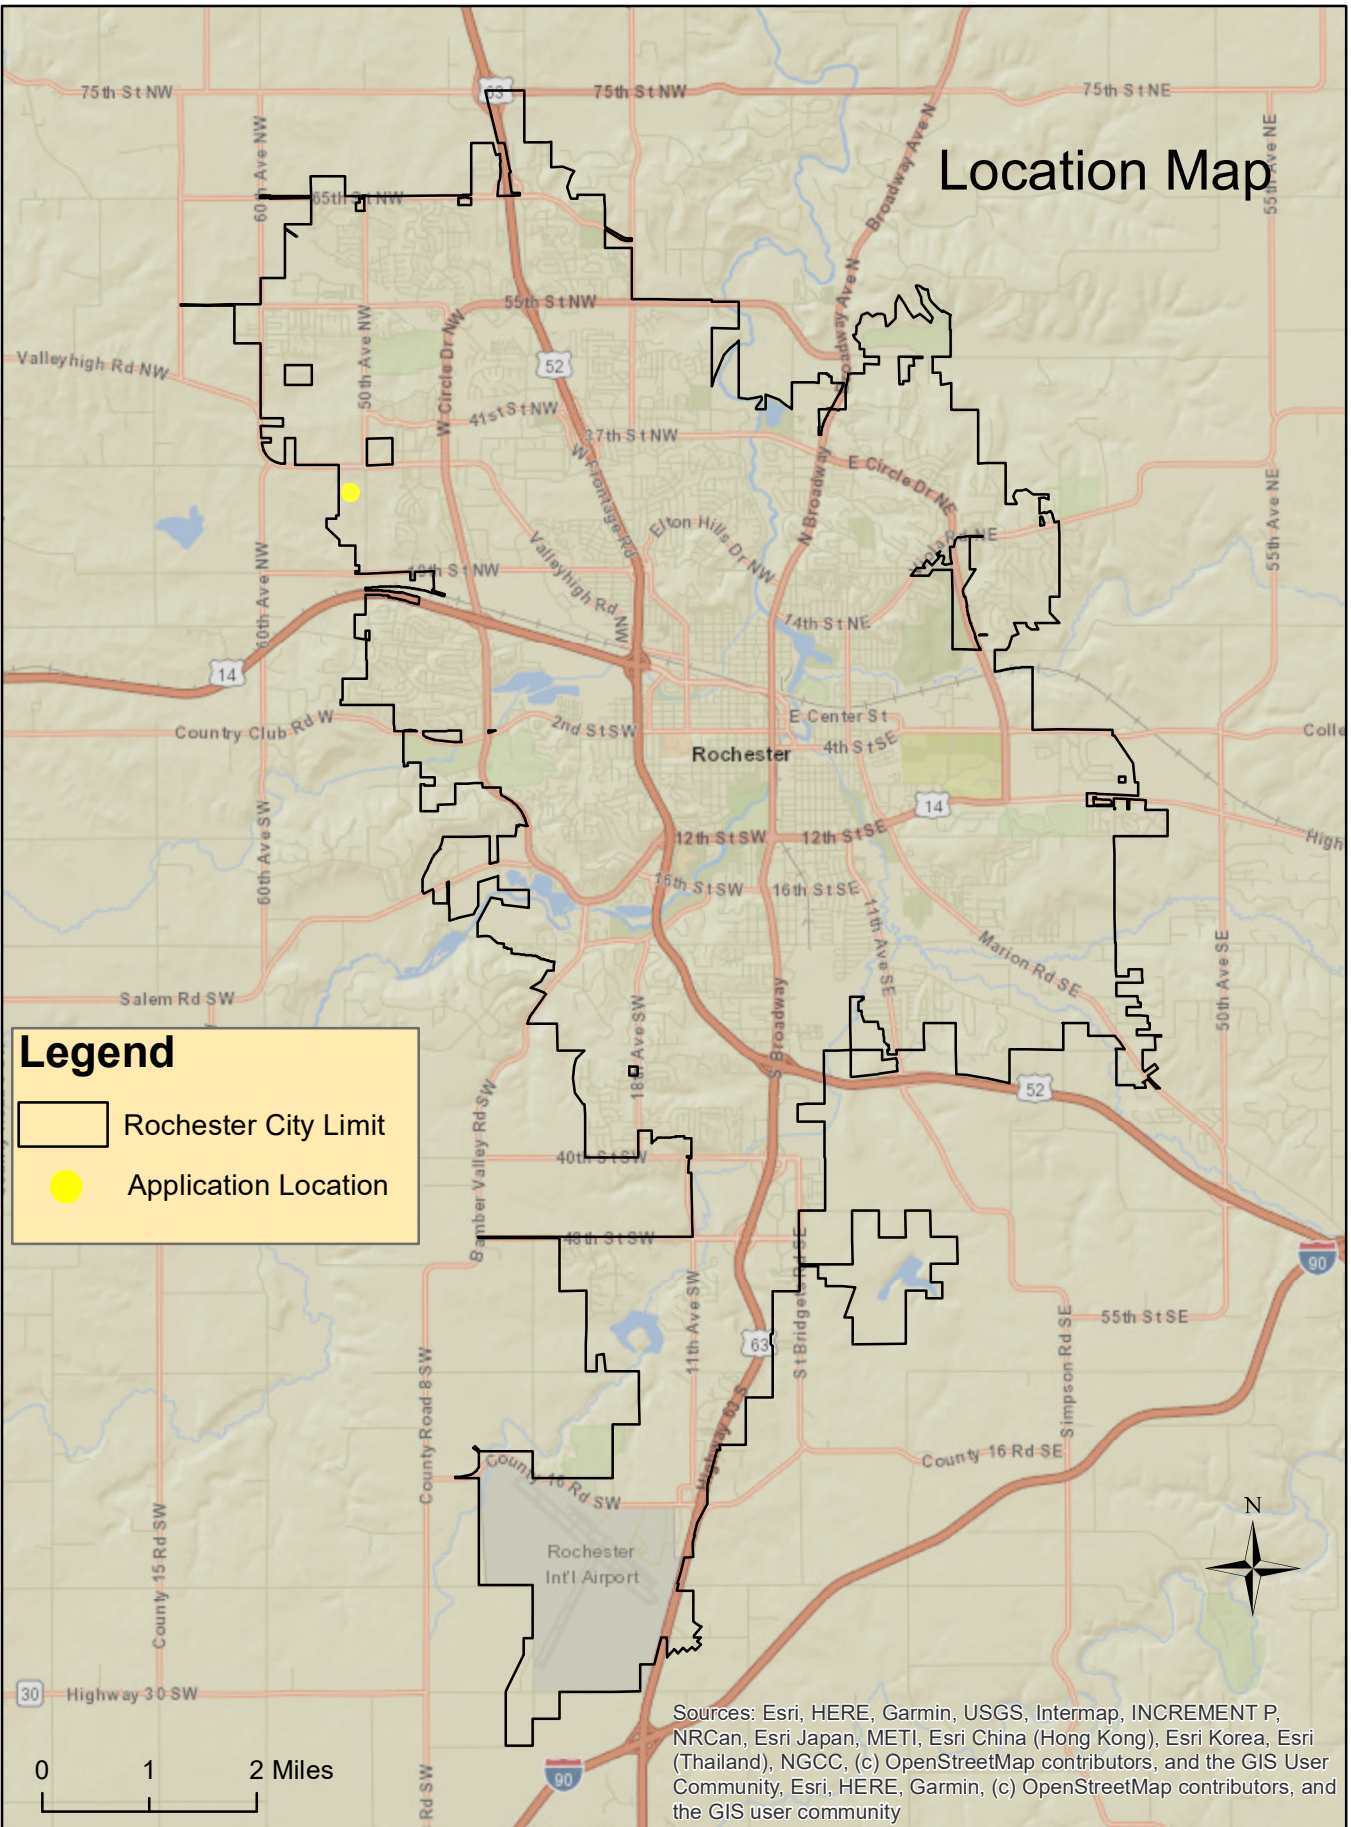 63
75th St NW
75th St NW
75th St NE
Location Map
60th Ave NW
Broadway Ave N
55th Ave NE
65th St NW
55th St NW
Broadway Ave N
Valleyhigh Rd NW
50th Ave NW
W Circle Dr NW
52
41st St NW
37th St NW
W Frontage Rd
N Broadway
E Circle Dr NE
55th Ave NE
Elton Hills Dr NW
Viola Rd NE
60th Ave NW
19th St NW
Valleyhigh Rd NW
14th St NE
14
Country Club Rd W
2nd St SW
E Center St
4th St SE
Colle
Rochester
14
60th Ave SW
12th St SW
12th St SE
High
16th St SW
16th St SE
11th Ave SE
Marion Rd SE
50th Ave SE
Salem Rd SW
18th Ave SW
S Broadway
52
Legend
Rochester City Limit
Application Location
Bamber Valley Rd SW
40th St SW
48th St SW
St Bridgets Rd SE
90
11th Ave SW
63
55th St SE
Simpson Rd SE
County Road 8 SW
Highway 63 S
County 16 Rd SE
County 16 Rd SW
N
County 15 Rd SW
Rochester
Int'l Airport
30
Highway 30 SW
Rd SW
90
0 1 2 Miles
Sources: Esri, HERE, Garmin, USGS, Intermap, INCREMENT P,
NRCan, Esri Japan, METI, Esri China (Hong Kong), Esri Korea, Esri
(Thailand), NGCC, (c) OpenStreetMap contributors, and the GIS User
Community, Esri, HERE, Garmin, (c) OpenStreetMap contributors, and
the GIS user community